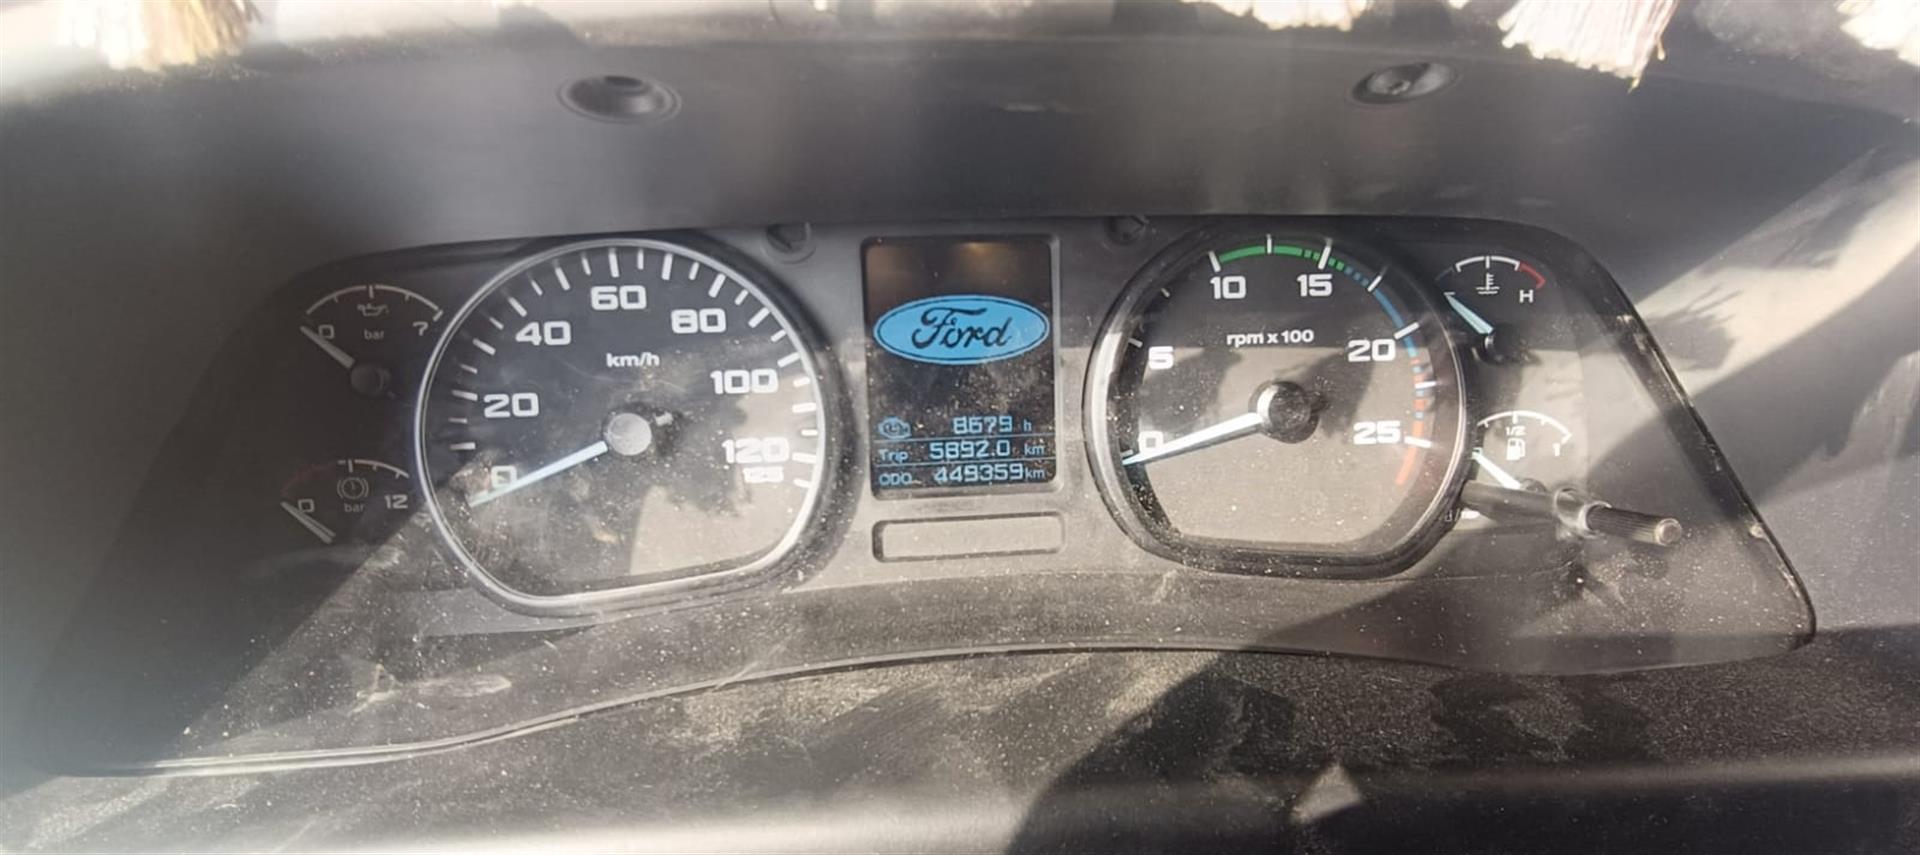 0 bar 7
0 bar 12
0 20 40 60 80 100 120 125
km/h
Ford
8679 h
Trip 5892.0 km
ODO 449359 km
0 5 10 15 20 25
rpm x 100
H
1/2
1